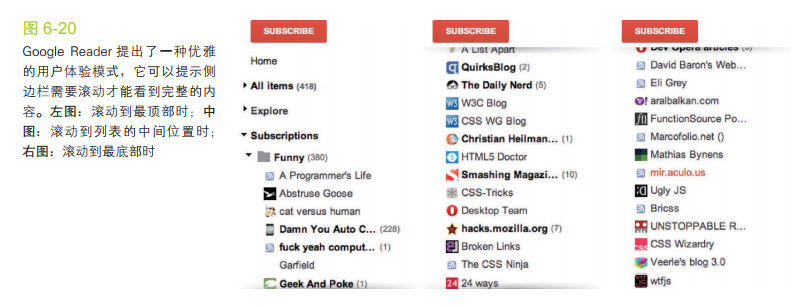 图 6-20
Google Reader 提出了一种优雅
的用户体验模式，它可以提示侧
边栏需要滚动才能看到完整的内
容。左图：滚动到最顶部时；中
图：滚动到列表的中间位置时；
右图：滚动到最底部时
SUBSCRIBE
Home
All items (418)
Explore
Subscriptions
Funny (380)
A Programmer's Life
Abstruse Goose
cat versus human
Damn You Auto C... (228)
fuck yeah comput... (1)
Garfield
Geek And Poke (1)
SUBSCRIBE
A List Apart
QuirksBlog (2)
The Daily Nerd (5)
W3C Blog
CSS WG Blog
Christian Heilman... (1)
HTML5 Doctor
Smashing Magazi... (10)
CSS-Tricks
Desktop Team
hacks.mozilla.org (7)
Broken Links
The CSS Ninja
24 24 ways
SUBSCRIBE
Dev Opera articles (3)
David Baron's Web...
Eli Grey
aralbalkan.com
FunctionSource Po...
Marcofolio.net ()
Mathias Bynens
mir.aculo.us
Ugly JS
Bricss
UNSTOPPABLE R...
CSS Wizardry
Veerle's blog 3.0
wtfjs